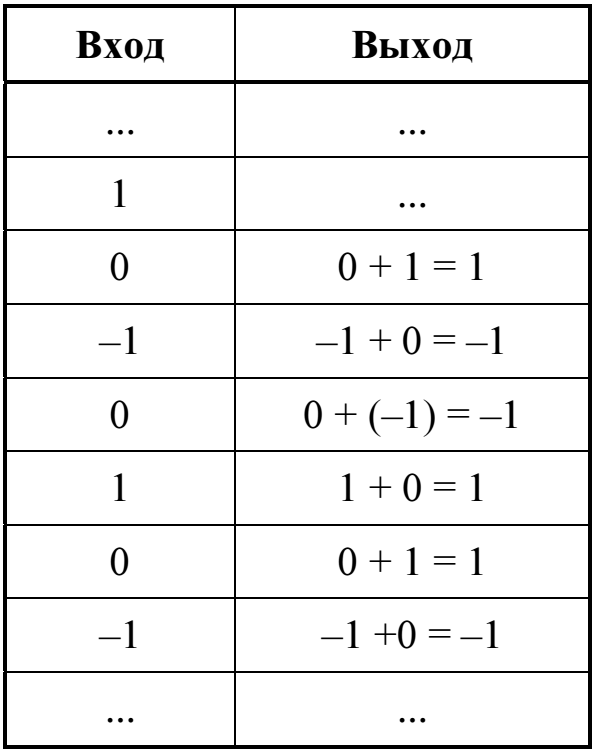 Вход Выход
... ...
1 ...
0 0 + 1 = 1
–1 –1 + 0 = –1
0 0 + (–1) = –1
1 1 + 0 = 1
0 0 + 1 = 1
–1 –1 +0 = –1
... ...